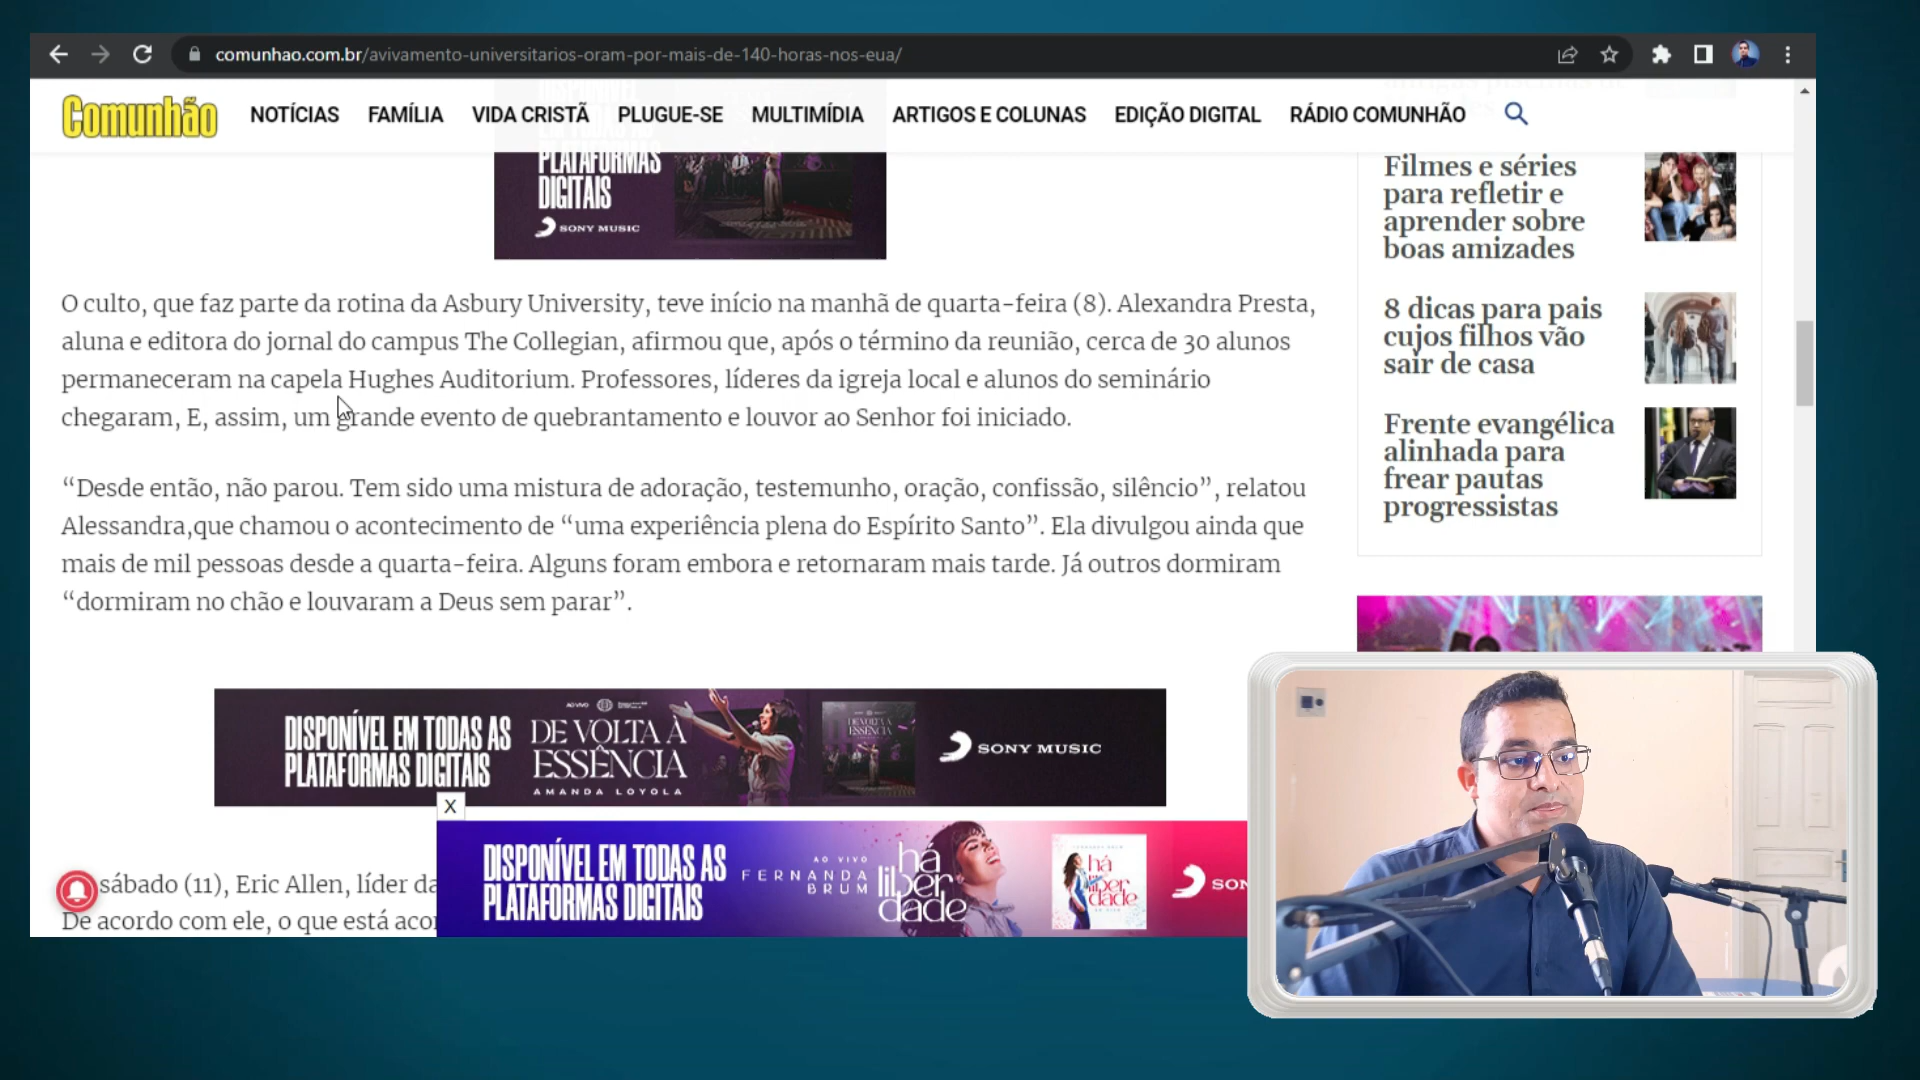 comunhao.com.br/avivamento-universitarios-oram-por-mais-de-140-horas-nos-eua/
Comunhão NOTÍCIAS FAMÍLIA VIDA CRISTÃ PLUGUE-SE MULTIMÍDIA ARTIGOS E COLUNAS EDIÇÃO DIGITAL RÁDIO COMUNHÃO
PLATAFORMAS
DIGITAIS
SONY MUSIC
O culto, que faz parte da rotina da Asbury University, teve início na manhã de quarta-feira (8). Alexandra Presta,
aluna e editora do jornal do campus The Collegian, afirmou que, após o término da reunião, cerca de 30 alunos
permaneceram na capela Hughes Auditorium. Professores, líderes da igreja local e alunos do seminário
chegaram, E, assim, um grande evento de quebrantamento e louvor ao Senhor foi iniciado.
“Desde então, não parou. Tem sido uma mistura de adoração, testemunho, oração, confissão, silêncio”, relatou
Alessandra,que chamou o acontecimento de “uma experiência plena do Espírito Santo”. Ela divulgou ainda que
mais de mil pessoas desde a quarta-feira. Alguns foram embora e retornaram mais tarde. Já outros dormiram
“dormiram no chão e louvaram a Deus sem parar”.
Filmes e séries
para refletir e
aprender sobre
boas amizades
8 dicas para pais
cujos filhos vão
sair de casa
Frente evangélica
alinhada para
frear pautas
progressistas
DISPONÍVEL EM TODAS AS
PLATAFORMAS DIGITAIS
AO VIVO
DE VOLTA À
ESSÊNCIA
AMANDA LOYOLA
DE VOLTA À
ESSÊNCIA
SONY MUSIC
X
DISPONÍVEL EM TODAS AS
PLATAFORMAS DIGITAIS
AO VIVO
FERNANDA
BRUM
há
liber
dade
há
liber
dade
SON
sábado (11), Eric Allen, líder da
De acordo com ele, o que está aco